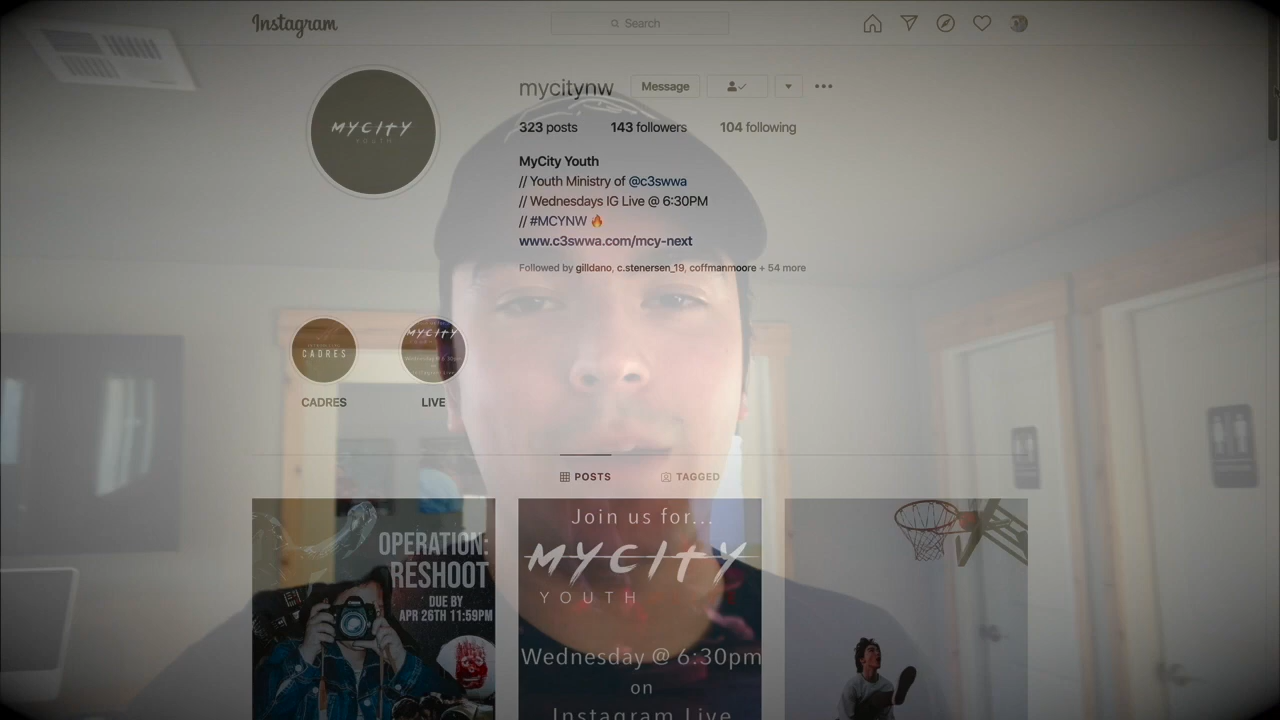 Instagram
Search
mycitynw
Message
323 posts
143 followers
104 following
MyCity Youth
// Youth Ministry of @c3swwa
// Wednesdays IG Live @ 6:30PM
// #MCYNW 🔥
www.c3swwa.com/mcy-next
Followed by gilldano, c.stenersen_19, coffmanmoore + 54 more
MYCITY
YOUTH
CADRES
MYCITY
CADRES
LIVE
POSTS
TAGGED
OPERATION:
RESHOOT
DUE BY
APR 26TH 11:59PM
Join us for...
MYCITY
YOUTH
Wednesday @ 6:30pm
on
Instagram Live